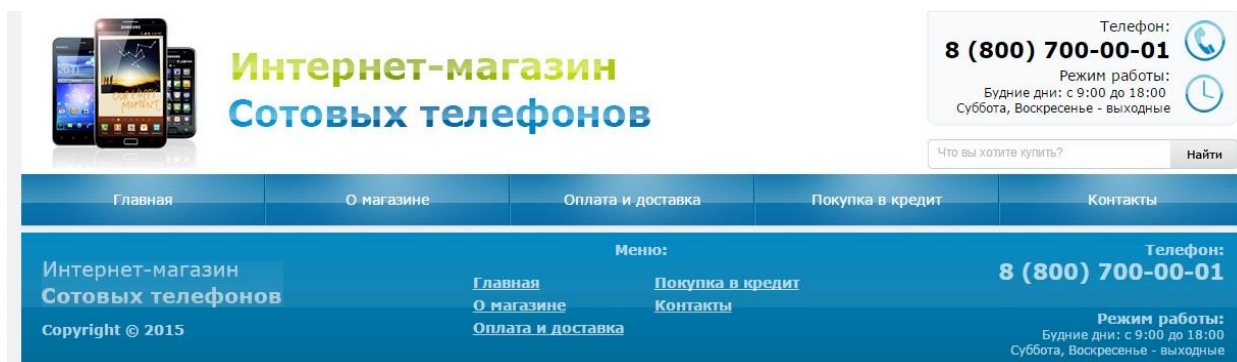 Интернет-магазин
Сотовых телефонов
Телефон:
8 (800) 700-00-01
Режим работы:
Будние дни: с 9:00 до 18:00
Суббота, Воскресенье - выходные
Что вы хотите купить? Найти
Главная О магазине Оплата и доставка Покупка в кредит Контакты
Интернет-магазин
Сотовых телефонов
Copyright © 2015
Меню:
Главная Покупка в кредит
О магазине Контакты
Оплата и доставка
Телефон:
8 (800) 700-00-01
Режим работы:
Будние дни: с 9:00 до 18:00
Суббота, Воскресенье - выходные